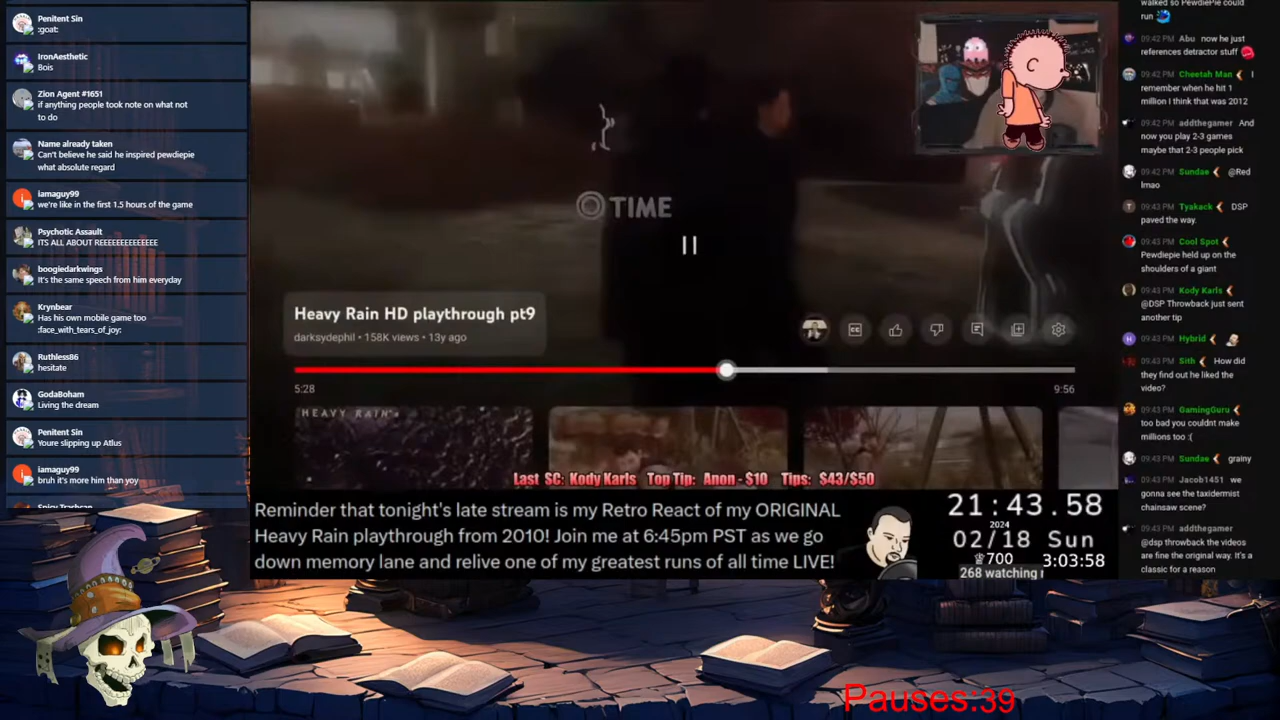 Penitent Sin
:goat:
IronAesthetic
Bois
Zion Agent #1651
if anything people took note on what not
to do
Name already taken
Can't believe he said he inspired pewdiepie
what absolute regard
iamaguy99
we're like in the first 1.5 hours of the game
Psychotic Assault
ITS ALL ABOUT REEEEEEEEEEEEEE
boogiedarkwings
It's the same speech from him everyday
Krynbear
Has his own mobile game too
:face_with_tears_of_joy:
Ruthless86
hesitate
GodaBoham
Living the dream
Penitent Sin
Youre slipping up Atlus
iamaguy99
bruh it's more him than yoy
TIME
Heavy Rain HD playthrough pt9
darksydephil • 158K views • 13y ago
5:28
9:56
HEAVY RAIN
Last SC: Kody Karls Top Tip: Anon - $10 Tips: $43/$50
Reminder that tonight's late stream is my Retro React of my ORIGINAL
Heavy Rain playthrough from 2010! Join me at 6:45pm PST as we go
down memory lane and relive one of my greatest runs of all time LIVE!
21:43.58
2024
02/18 Sun
700
3:03:58
268 watching
walked so PewdiePie could
run
09:42 PM Abu now he just
references detractor stuff
09:42 PM Cheetah Man I
remember when he hit 1
million I think that was 2012
09:42 PM addthegamer And
now you play 2-3 games
maybe that 2-3 people pick
09:42 PM Sundae @Red
lmao
09:43 PM Tyakack DSP
paved the way.
09:43 PM Cool Spot
Pewdiepie held up on the
shoulders of a giant
09:43 PM Kody Karls
@DSP Throwback just sent
another tip
09:43 PM Hybrid
09:43 PM Sith How did
they find out he liked the
video?
09:43 PM GamingGuru
too bad you couldnt make
millions too :(
09:43 PM Sundae grainy
09:43 PM Jacob1451 we
gonna see the taxidermist
chainsaw scene?
09:43 PM addthegamer
@dsp throwback the videos
are fine the original way. It's a
classic for a reason
Pauses:39